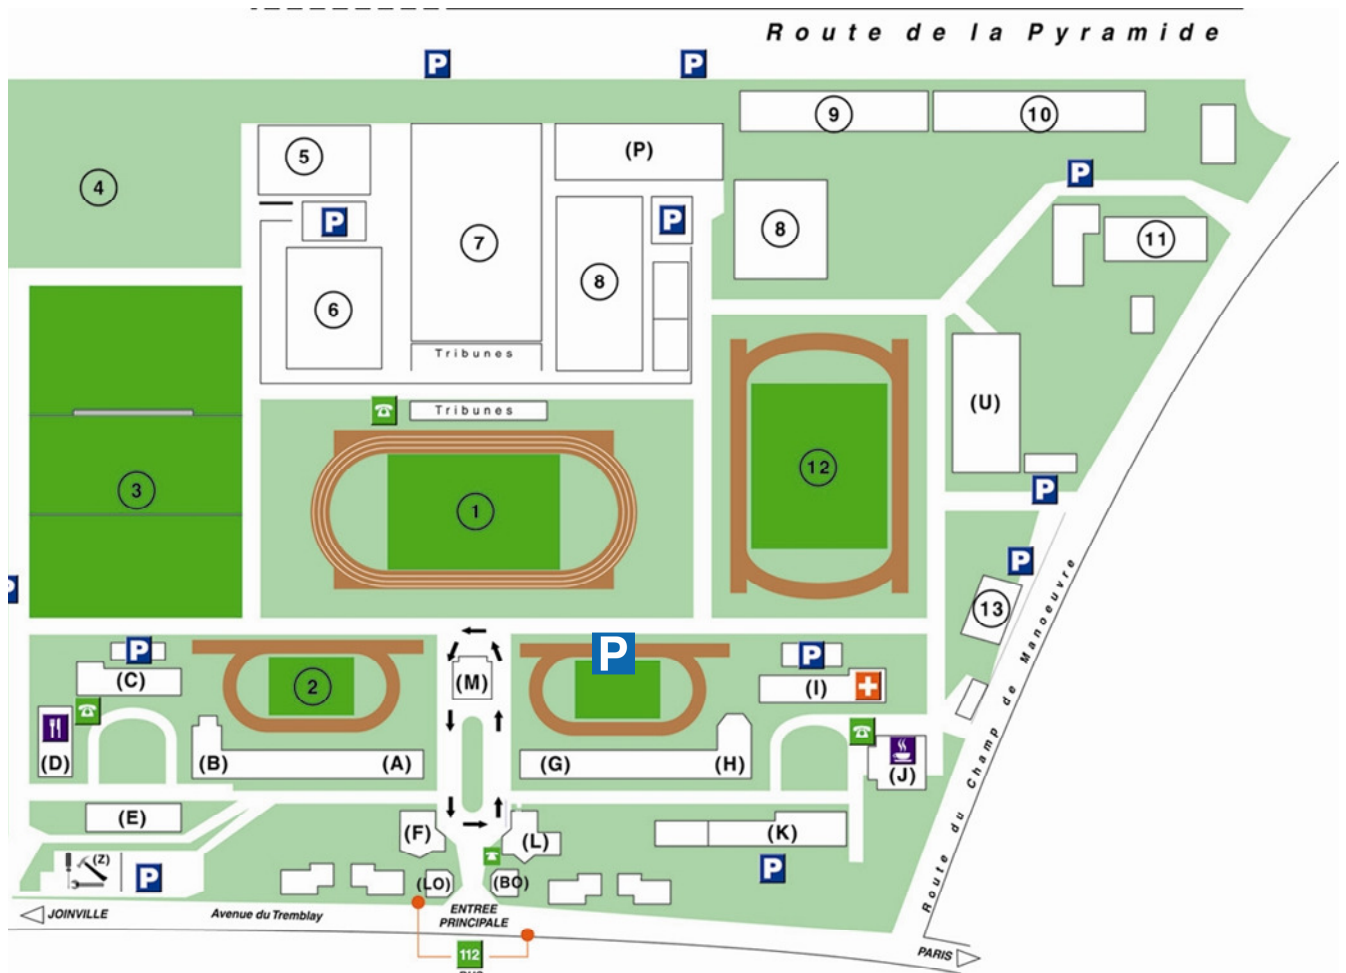 Route de la Pyramide
P
P
9
10
5
(P)
4
P
P
P
8
7
11
8
6
Tribunes
(U)
Tribunes
12
3
1
P
P
13
P
P
P
P
(C)
2
(M)
(I)
(D)
(B)
(A)
(G)
(H)
(J)
(E)
(F)
(L)
(K)
(Z)
P
P
(LO)
(BO)
JOINVILLE
Avenue du Tremblay
ENTREE
PRINCIPALE
Route du Champ de Manoeuvre
112
PARIS